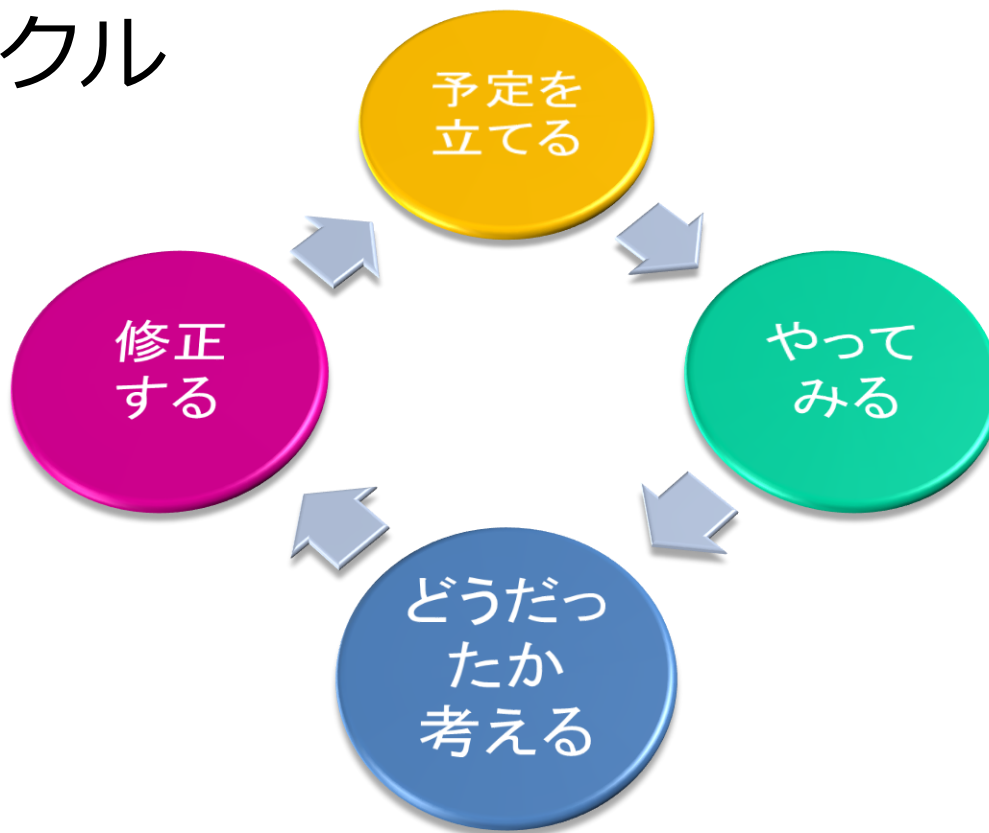 クル
予定を
立てる
やって
みる
どうだっ
たか
考える
修正
する